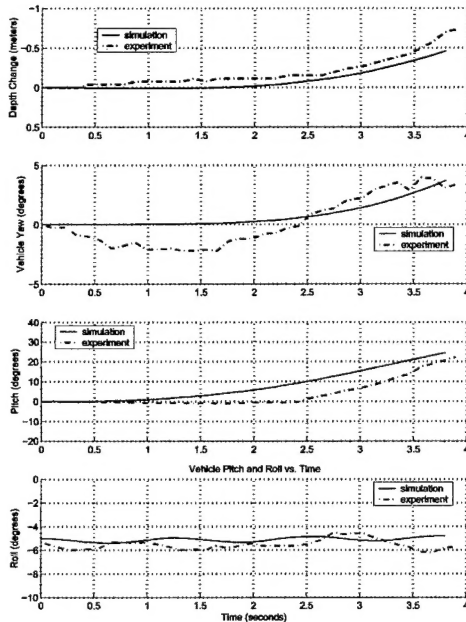 Depth Change (meters)
-1
-0.5
0
0.5
simulation
experiment
0 0.5 1 1.5 2 2.5 3 3.5 4
Vehicle Yaw (degrees)
5
0
-5
simulation
experiment
0 0.5 1 1.5 2 2.5 3 3.5 4
Pitch (degrees)
40
30
20
10
0
-10
-20
simulation
experiment
0 0.5 1 1.5 2 2.5 3 3.5 4
Vehicle Pitch and Roll vs. Time
Roll (degrees)
0
-2
-4
-6
-8
-10
simulation
experiment
0 0.5 1 1.5 2 2.5 3 3.5 4
Time (seconds)